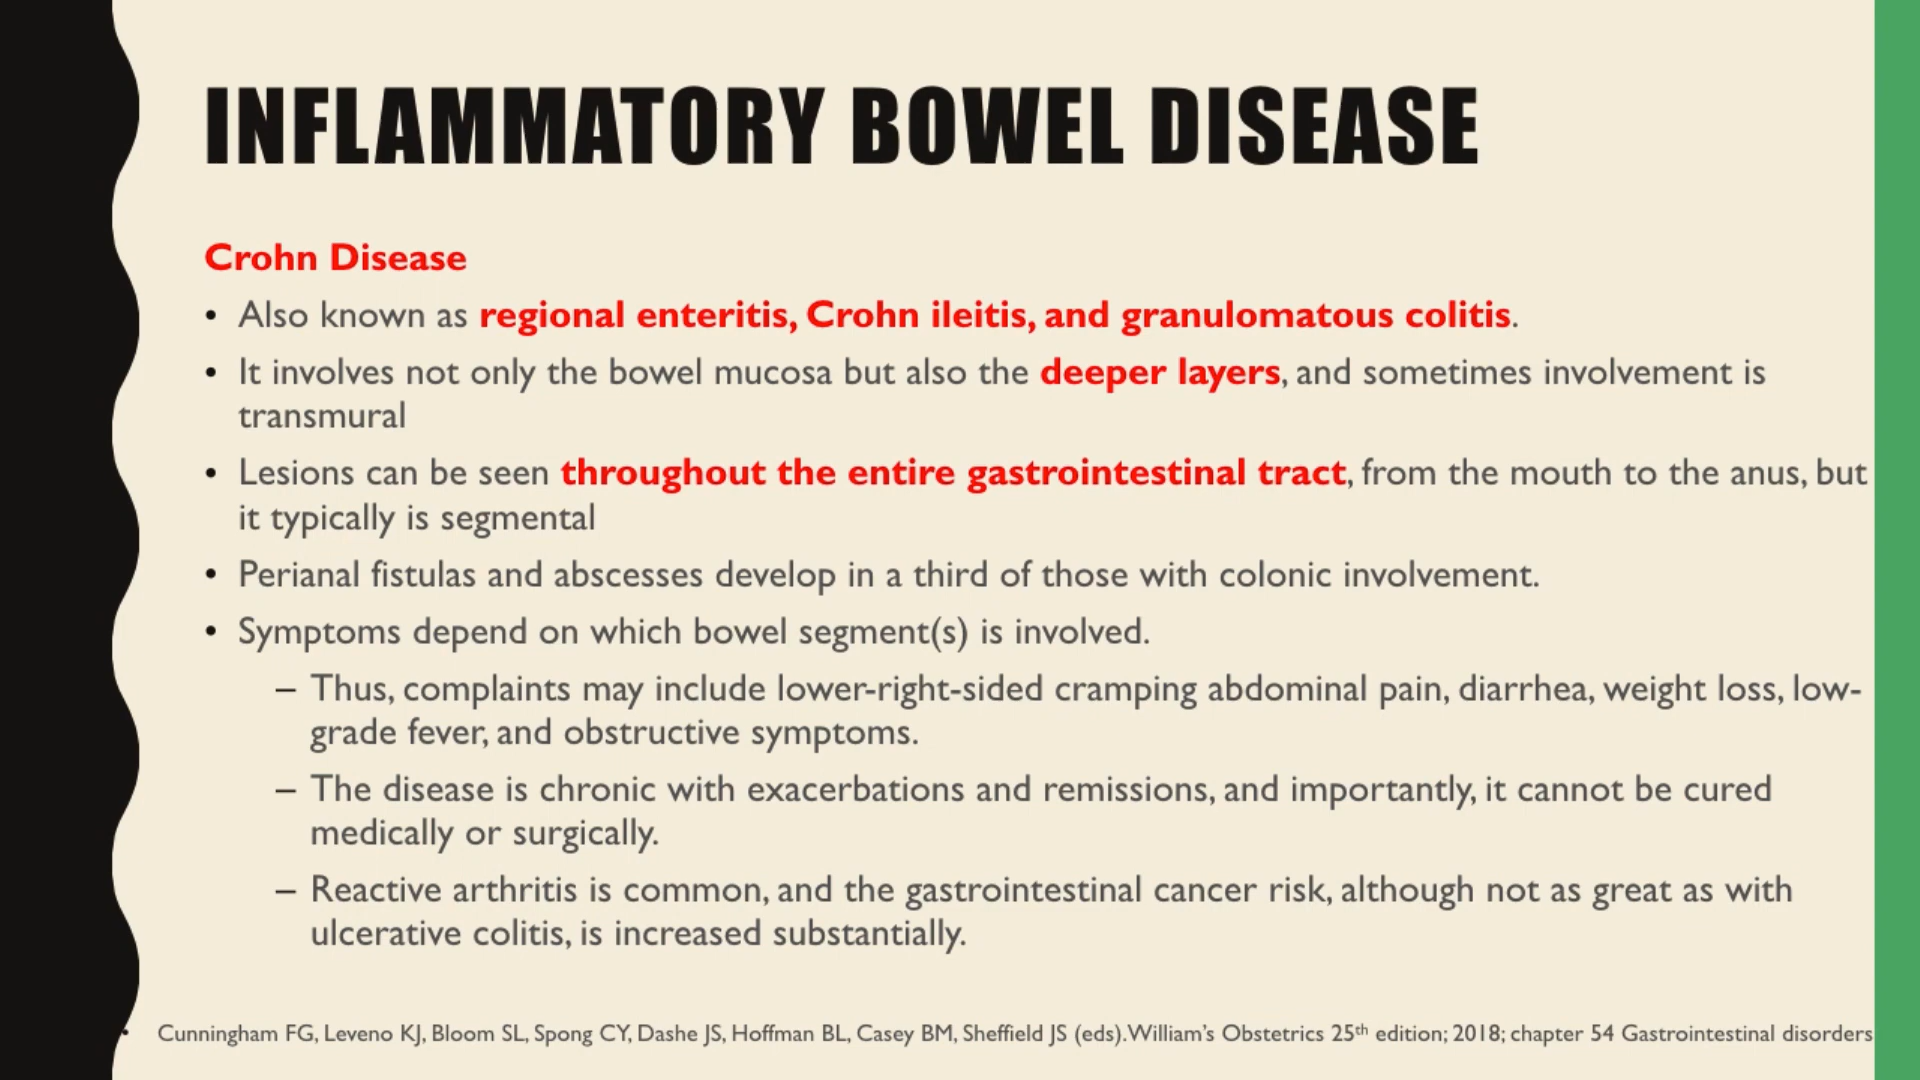 INFLAMMATORY BOWEL DISEASE
Crohn Disease
• Also known as regional enteritis, Crohn ileitis, and granulomatous colitis.
• It involves not only the bowel mucosa but also the deeper layers, and sometimes involvement is
transmural
• Lesions can be seen throughout the entire gastrointestinal tract, from the mouth to the anus, but
it typically is segmental
• Perianal fistulas and abscesses develop in a third of those with colonic involvement.
• Symptoms depend on which bowel segment(s) is involved.
– Thus, complaints may include lower-right-sided cramping abdominal pain, diarrhea, weight loss, low-
grade fever, and obstructive symptoms.
– The disease is chronic with exacerbations and remissions, and importantly, it cannot be cured
medically or surgically.
– Reactive arthritis is common, and the gastrointestinal cancer risk, although not as great as with
ulcerative colitis, is increased substantially.
• Cunningham FG, Leveno KJ, Bloom SL, Spong CY, Dashe JS, Hoffman BL, Casey BM, Sheffield JS (eds).William's Obstetrics 25th edition; 2018; chapter 54 Gastrointestinal disorders